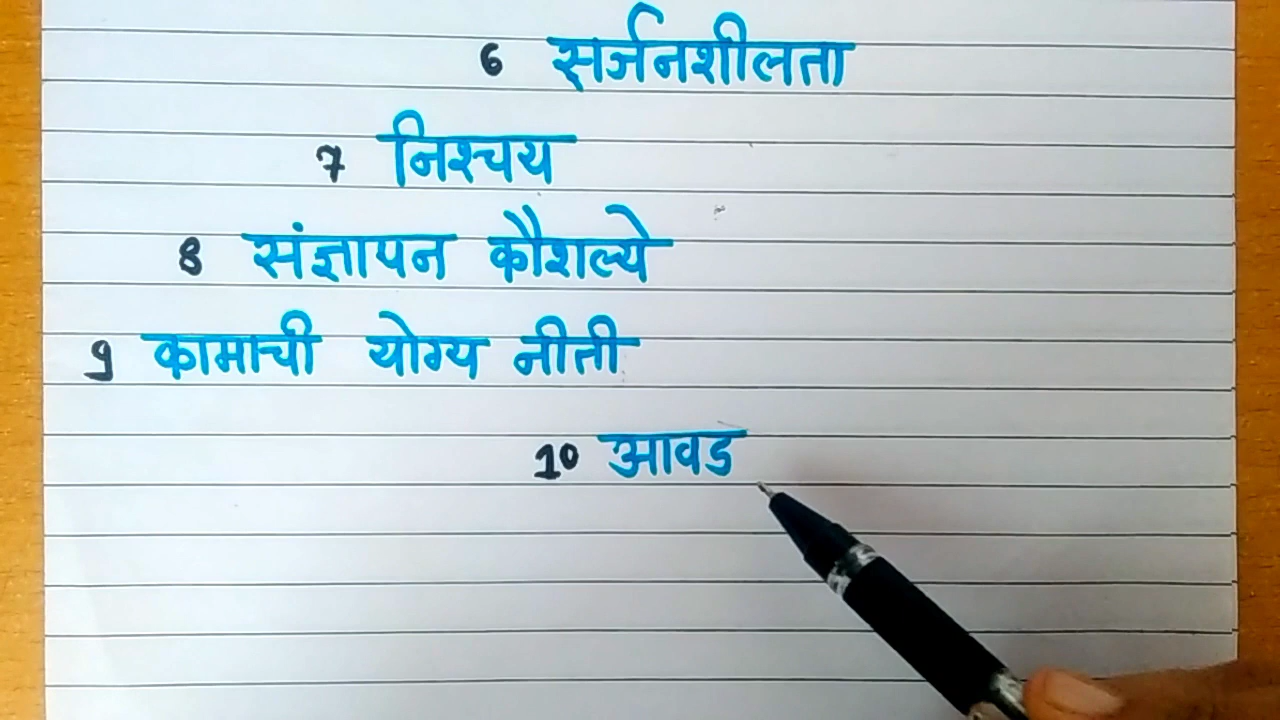 6 सर्जनशीलता
7 निश्चय
8 संज्ञापन कौशल्ये
9 कामाची योग्य नीती
10 आवड